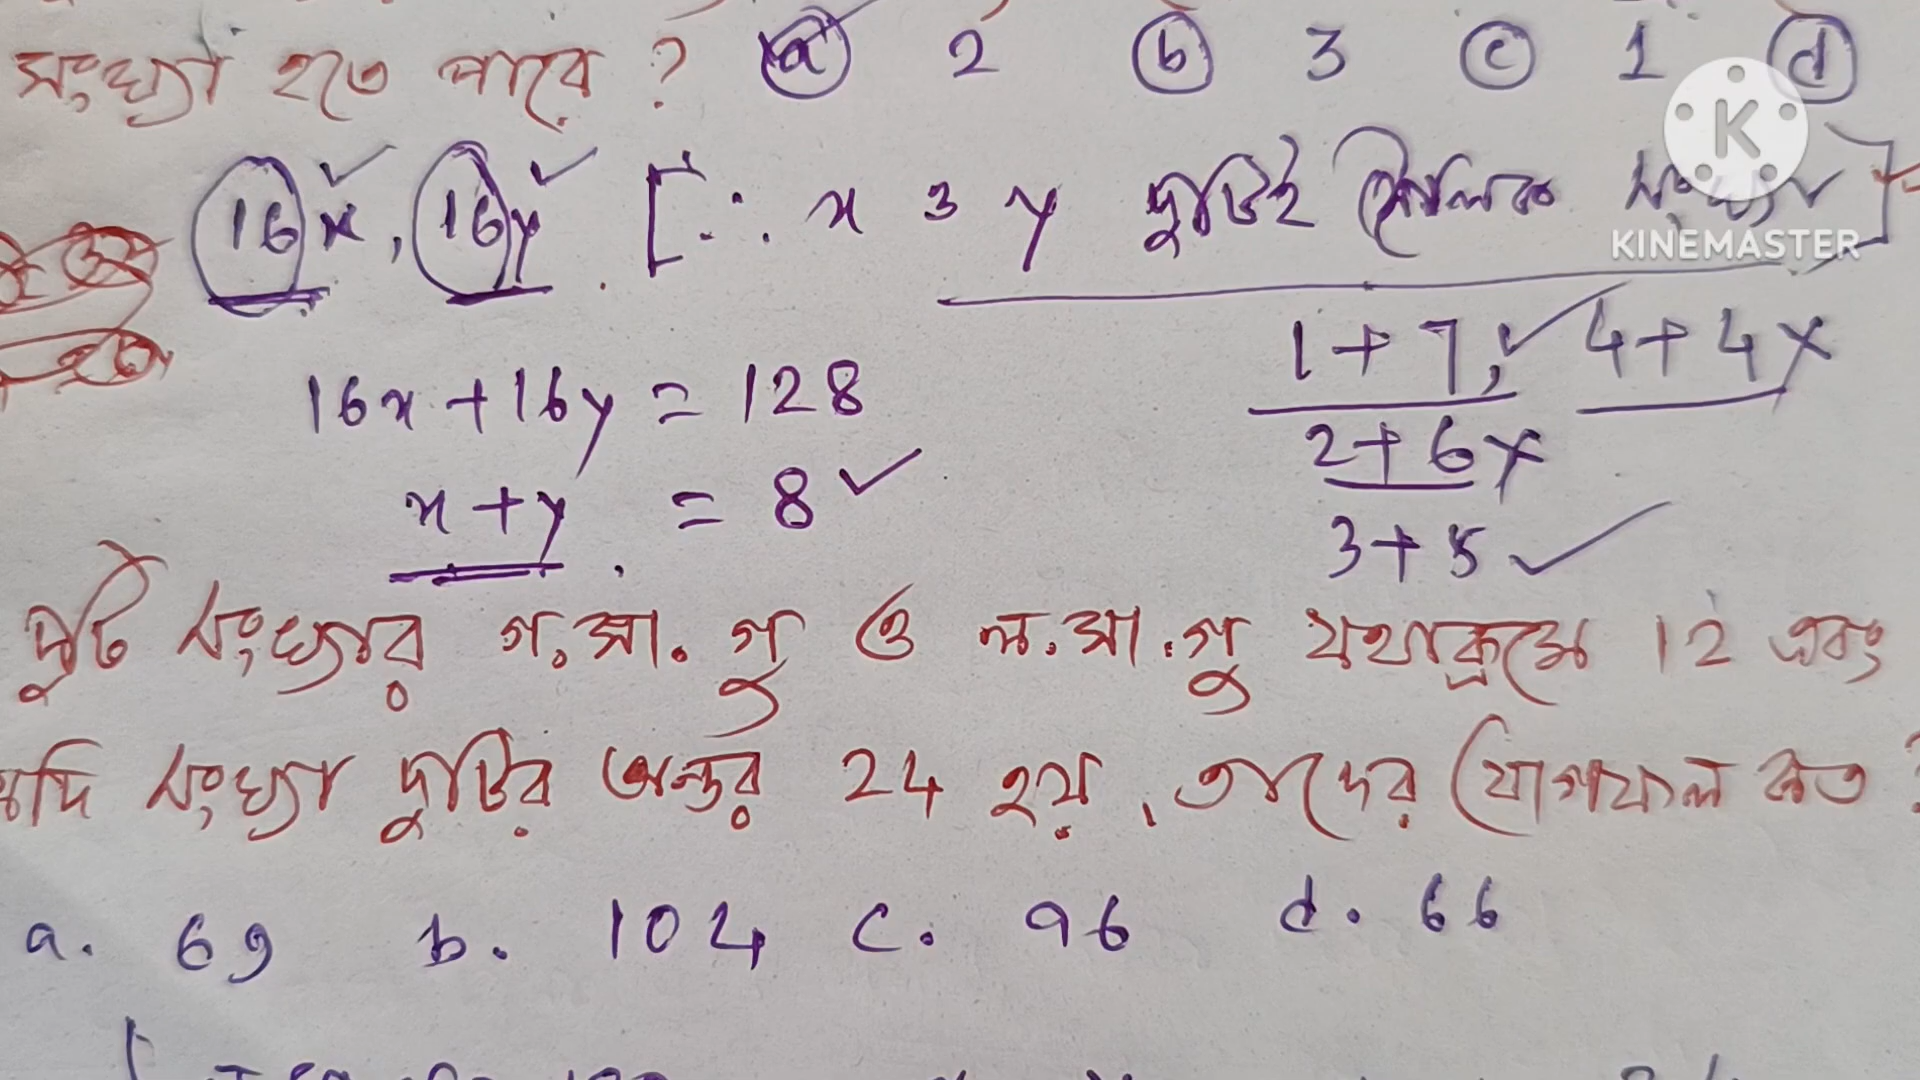 সংখ্যা হতে পারে ? (a) 2 (b) 3 (c) 1 (d)
16x, 16y. [∵ x ও y দুটিই মৌলিক সংখ্যা]
KINEMASTER
1+7, 4+4 ×
16x+16y = 128
2+6 ×
x+y = 8
3+5
দুটি সংখ্যার গ.সা.গু ও ল.সা.গু যথাক্রমে 12 এবং
যদি সংখ্যা দুটির অন্তর 24 হয়, তাদের যোগফল কত ?
a. 69 b. 104 c. 96 d. 66